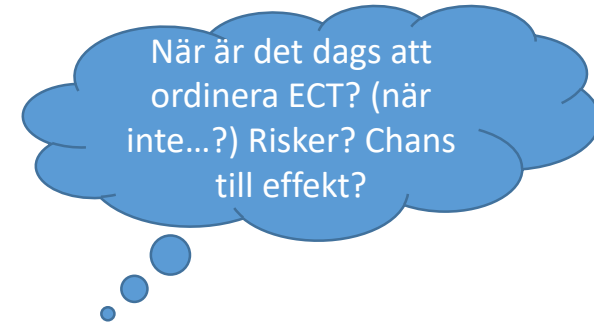 När är det dags att
ordinera ECT? (när
inte…?) Risker? Chans
till effekt?